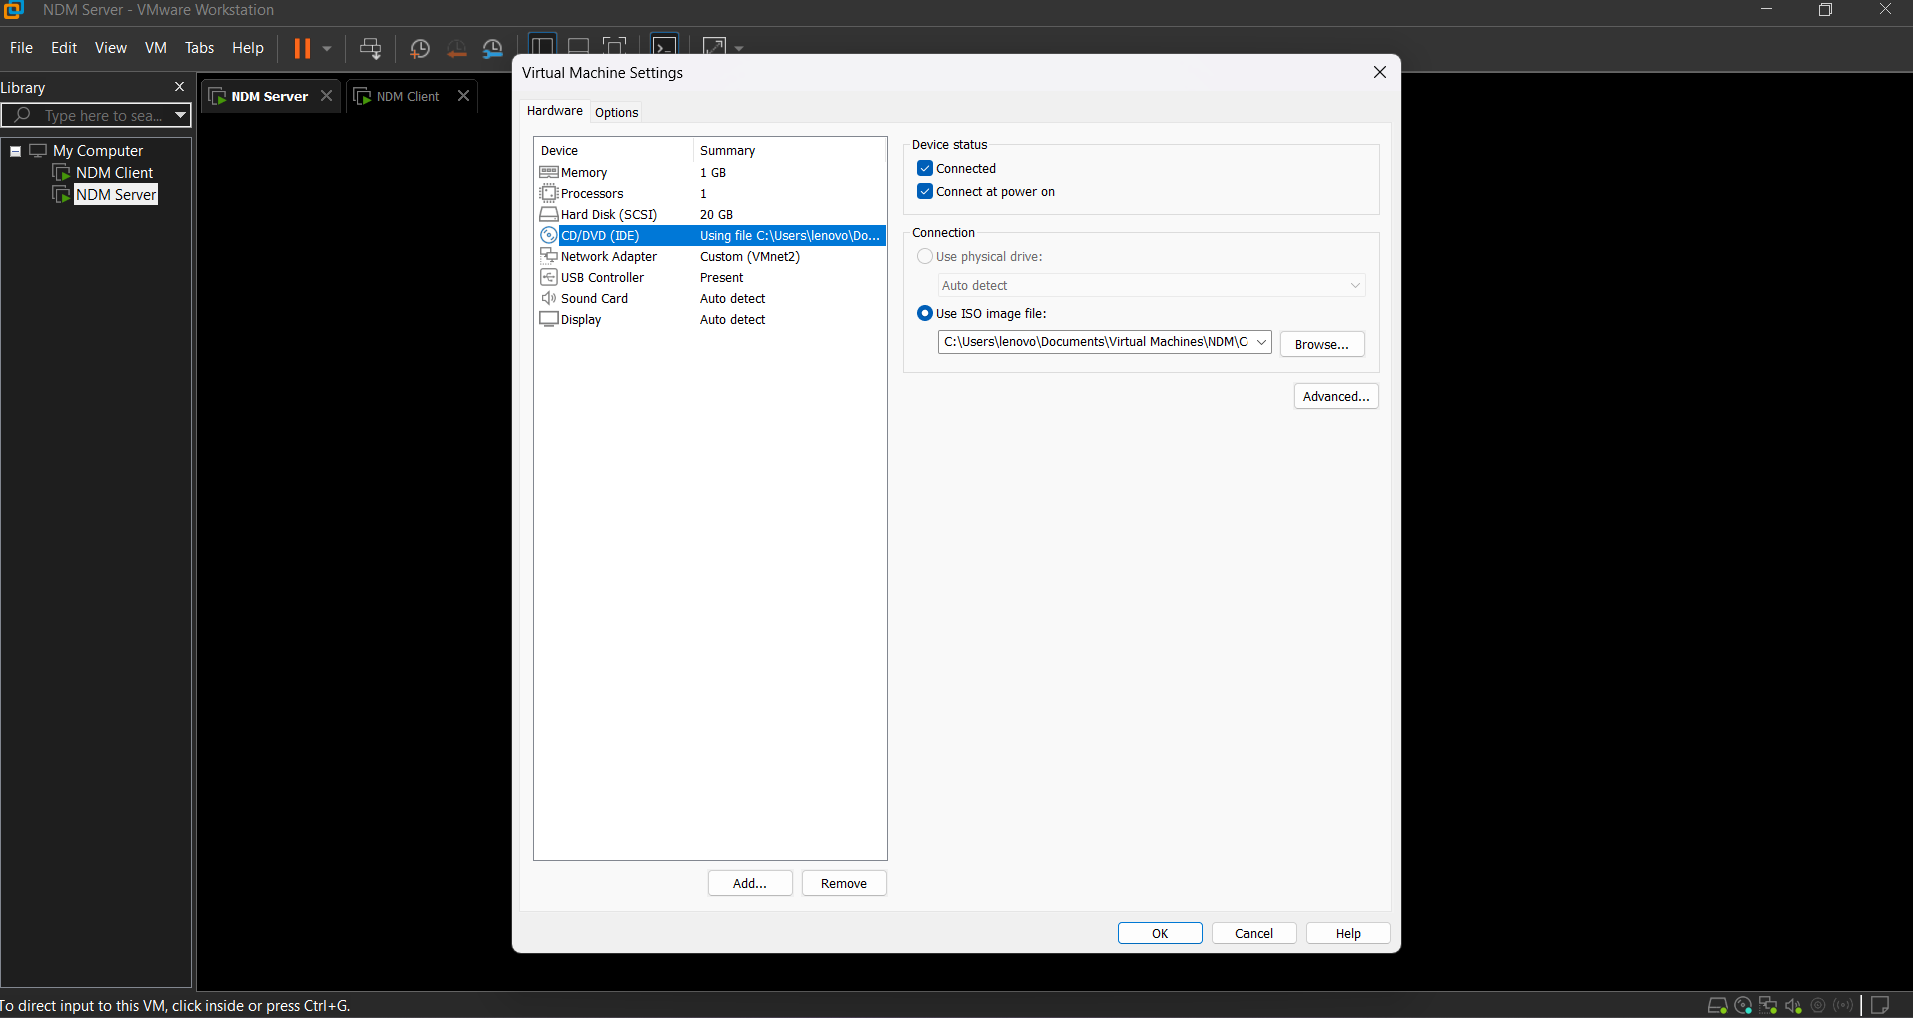 NDM Server - VMware Workstation
File Edit View VM Tabs Help
Library
Type here to sea...
My Computer
NDM Client
NDM Server
NDM Server
NDM Client
Virtual Machine Settings
Hardware
Options
Device Summary
Memory 1 GB
Processors 1
Hard Disk (SCSI) 20 GB
CD/DVD (IDE) Using file C:\Users\lenovo\Do...
Network Adapter Custom (VMnet2)
USB Controller Present
Sound Card Auto detect
Display Auto detect
Add...
Remove
Device status
Connected
Connect at power on
Connection
Use physical drive:
Auto detect
Use ISO image file:
C:\Users\lenovo\Documents\Virtual Machines\NDM\C
Browse...
Advanced...
OK
Cancel
Help
To direct input to this VM, click inside or press Ctrl+G.